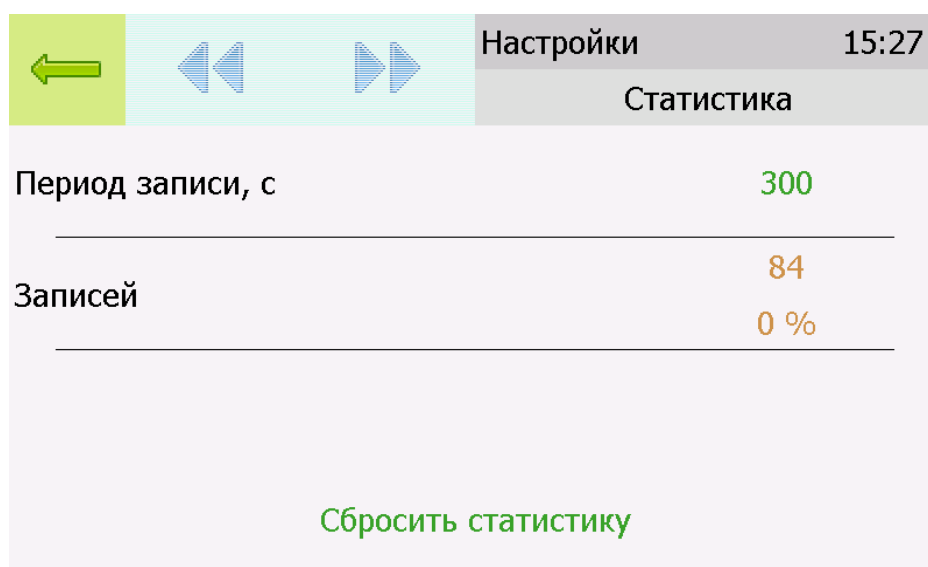 Настройки 15:27
Статистика
Период записи, с 300
Записей 84
0 %
Сбросить статистику